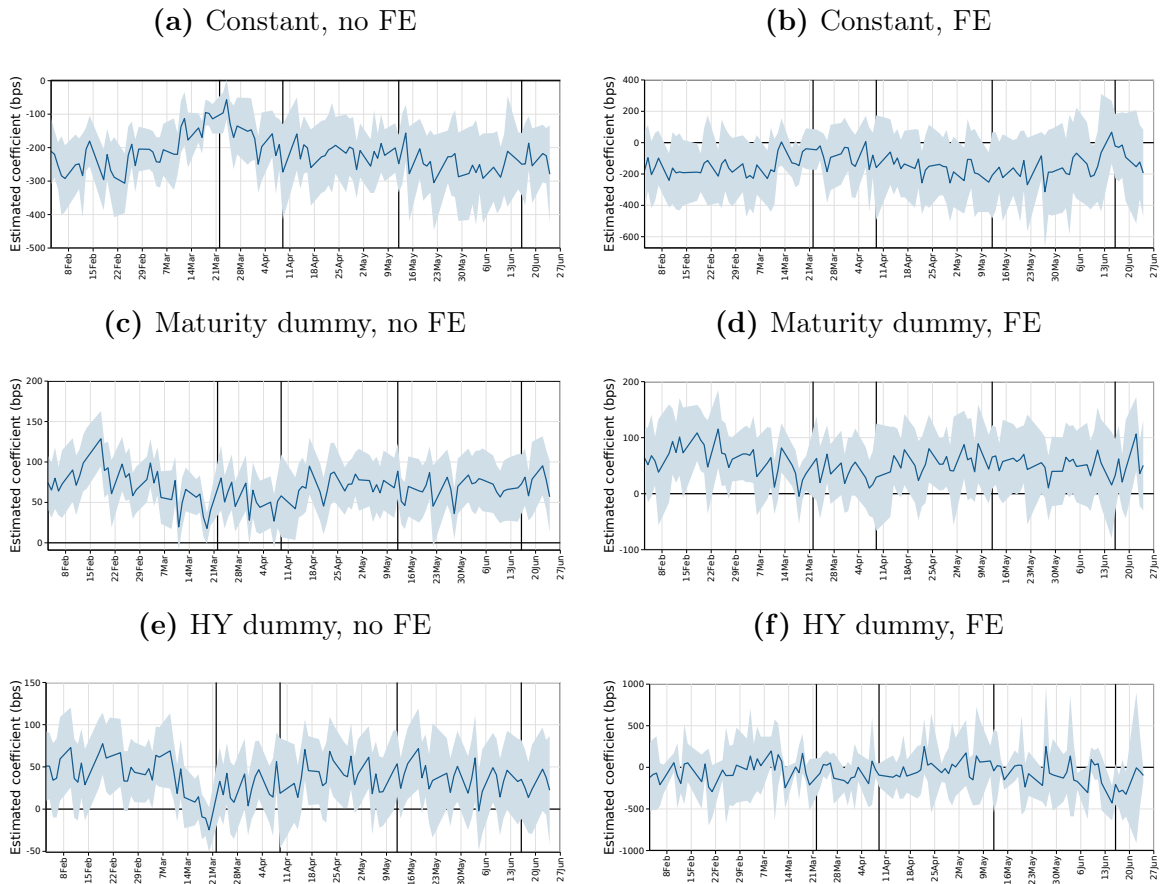 (a) Constant, no FE
Estimated coefficient (bps)
0
-100
-200
-300
-400
-500
8Feb 15Feb 22Feb 29Feb 7Mar 14Mar 21Mar 28Mar 4Apr 11Apr 18Apr 25Apr 2May 9May 16May 23May 30May 6Jun 13Jun 20Jun 27Jun
(b) Constant, FE
Estimated coefficient (bps)
400
200
0
-200
-400
-600
8Feb 15Feb 22Feb 29Feb 7Mar 14Mar 21Mar 28Mar 4Apr 11Apr 18Apr 25Apr 2May 9May 16May 23May 30May 6Jun 13Jun 20Jun 27Jun
(c) Maturity dummy, no FE
Estimated coefficient (bps)
200
150
100
50
0
8Feb 15Feb 22Feb 29Feb 7Mar 14Mar 21Mar 28Mar 4Apr 11Apr 18Apr 25Apr 2May 9May 16May 23May 30May 6Jun 13Jun 20Jun 27Jun
(d) Maturity dummy, FE
Estimated coefficient (bps)
200
100
0
-100
8Feb 15Feb 22Feb 29Feb 7Mar 14Mar 21Mar 28Mar 4Apr 11Apr 18Apr 25Apr 2May 9May 16May 23May 30May 6Jun 13Jun 20Jun 27Jun
(e) HY dummy, no FE
Estimated coefficient (bps)
150
100
50
0
-50
8Feb 15Feb 22Feb 29Feb 7Mar 14Mar 21Mar 28Mar 4Apr 11Apr 18Apr 25Apr 2May 9May 16May 23May 30May 6Jun 13Jun 20Jun 27Jun
(f) HY dummy, FE
Estimated coefficient (bps)
1000
500
0
-500
-1000
8Feb 15Feb 22Feb 29Feb 7Mar 14Mar 21Mar 28Mar 4Apr 11Apr 18Apr 25Apr 2May 9May 16May 23May 30May 6Jun 13Jun 20Jun 27Jun